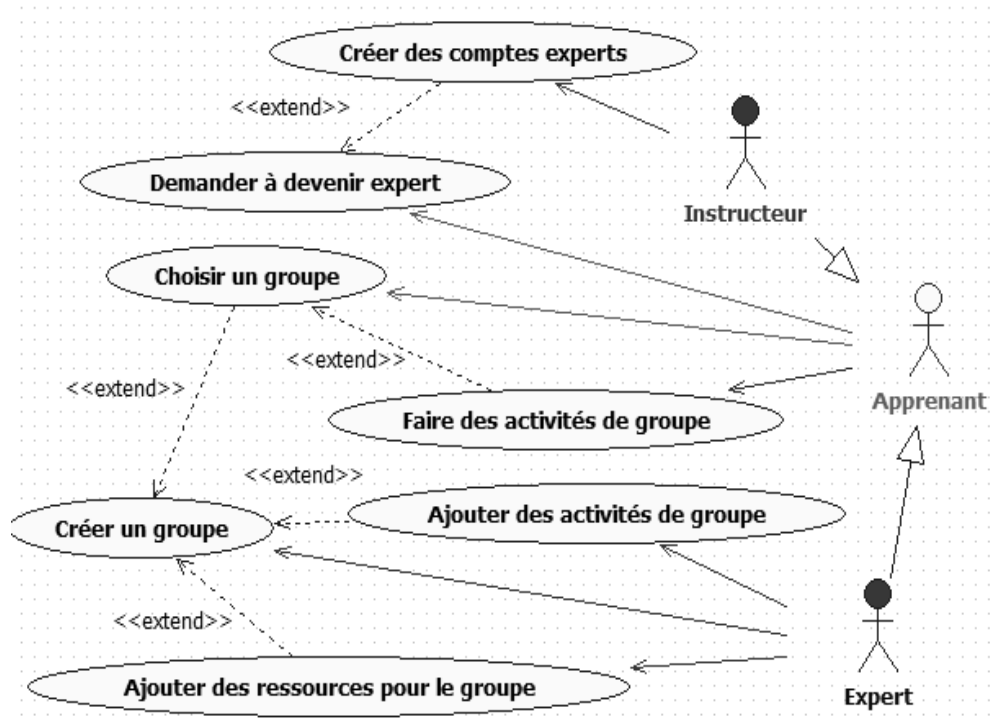 Créer des comptes experts
<<extend>>
Demander à devenir expert
Instructeur
Choisir un groupe
<<extend>>
<<extend>>
Apprenant
Faire des activités de groupe
<<extend>>
Ajouter des activités de groupe
Créer un groupe
<<extend>>
Ajouter des ressources pour le groupe
Expert